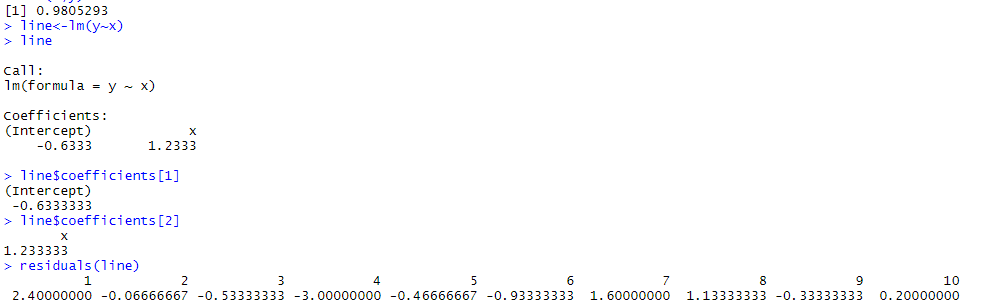 [1] 0.9805293
> line<-lm(y~x)
> line
Call:
lm(formula = y ~ x)
Coefficients:
(Intercept) x
-0.6333 1.2333
> line$coefficients[1]
(Intercept)
-0.6333333
> line$coefficients[2]
x
1.233333
> residuals(line)
1 2 3 4 5 6 7 8 9 10
2.40000000 -0.06666667 -0.53333333 -3.00000000 -0.46666667 -0.93333333 1.60000000 1.13333333 -0.33333333 0.20000000